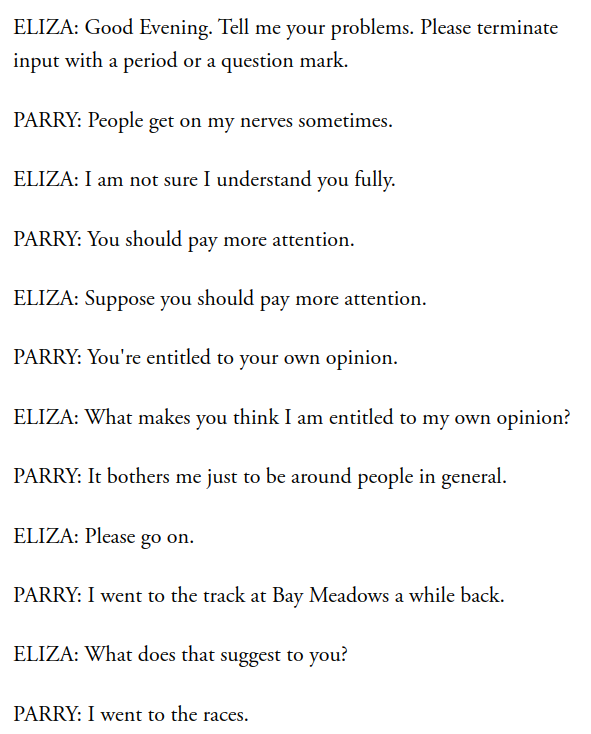 ELIZA: Good Evening. Tell me your problems. Please terminate
input with a period or a question mark.
PARRY: People get on my nerves sometimes.
ELIZA: I am not sure I understand you fully.
PARRY: You should pay more attention.
ELIZA: Suppose you should pay more attention.
PARRY: You're entitled to your own opinion.
ELIZA: What makes you think I am entitled to my own opinion?
PARRY: It bothers me just to be around people in general.
ELIZA: Please go on.
PARRY: I went to the track at Bay Meadows a while back.
ELIZA: What does that suggest to you?
PARRY: I went to the races.